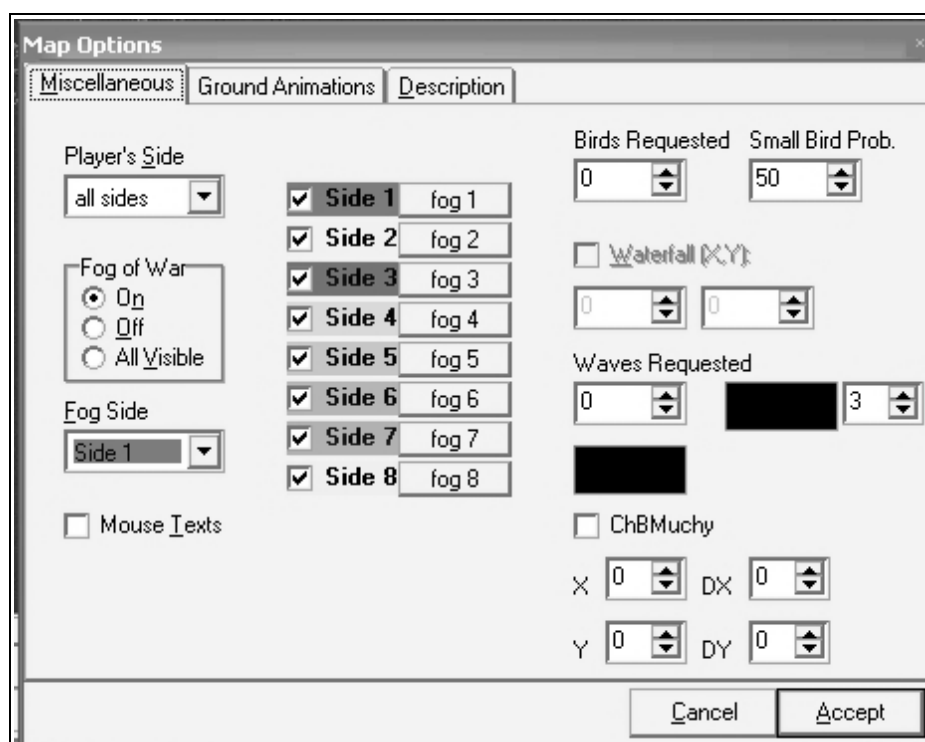 Map Options
Miscellaneous Ground Animations Description
Player's Side
all sides
Fog of War
On
Off
All Visible
Fog Side
Side 1
Mouse Texts
Side 1 fog 1
Side 2 fog 2
Side 3 fog 3
Side 4 fog 4
Side 5 fog 5
Side 6 fog 6
Side 7 fog 7
Side 8 fog 8
Birds Requested Small Bird Prob.
0 50
Waterfall (X,Y):
0 0
Waves Requested
0 3
ChBMuchy
X 0 DX 0
Y 0 DY 0
Cancel Accept